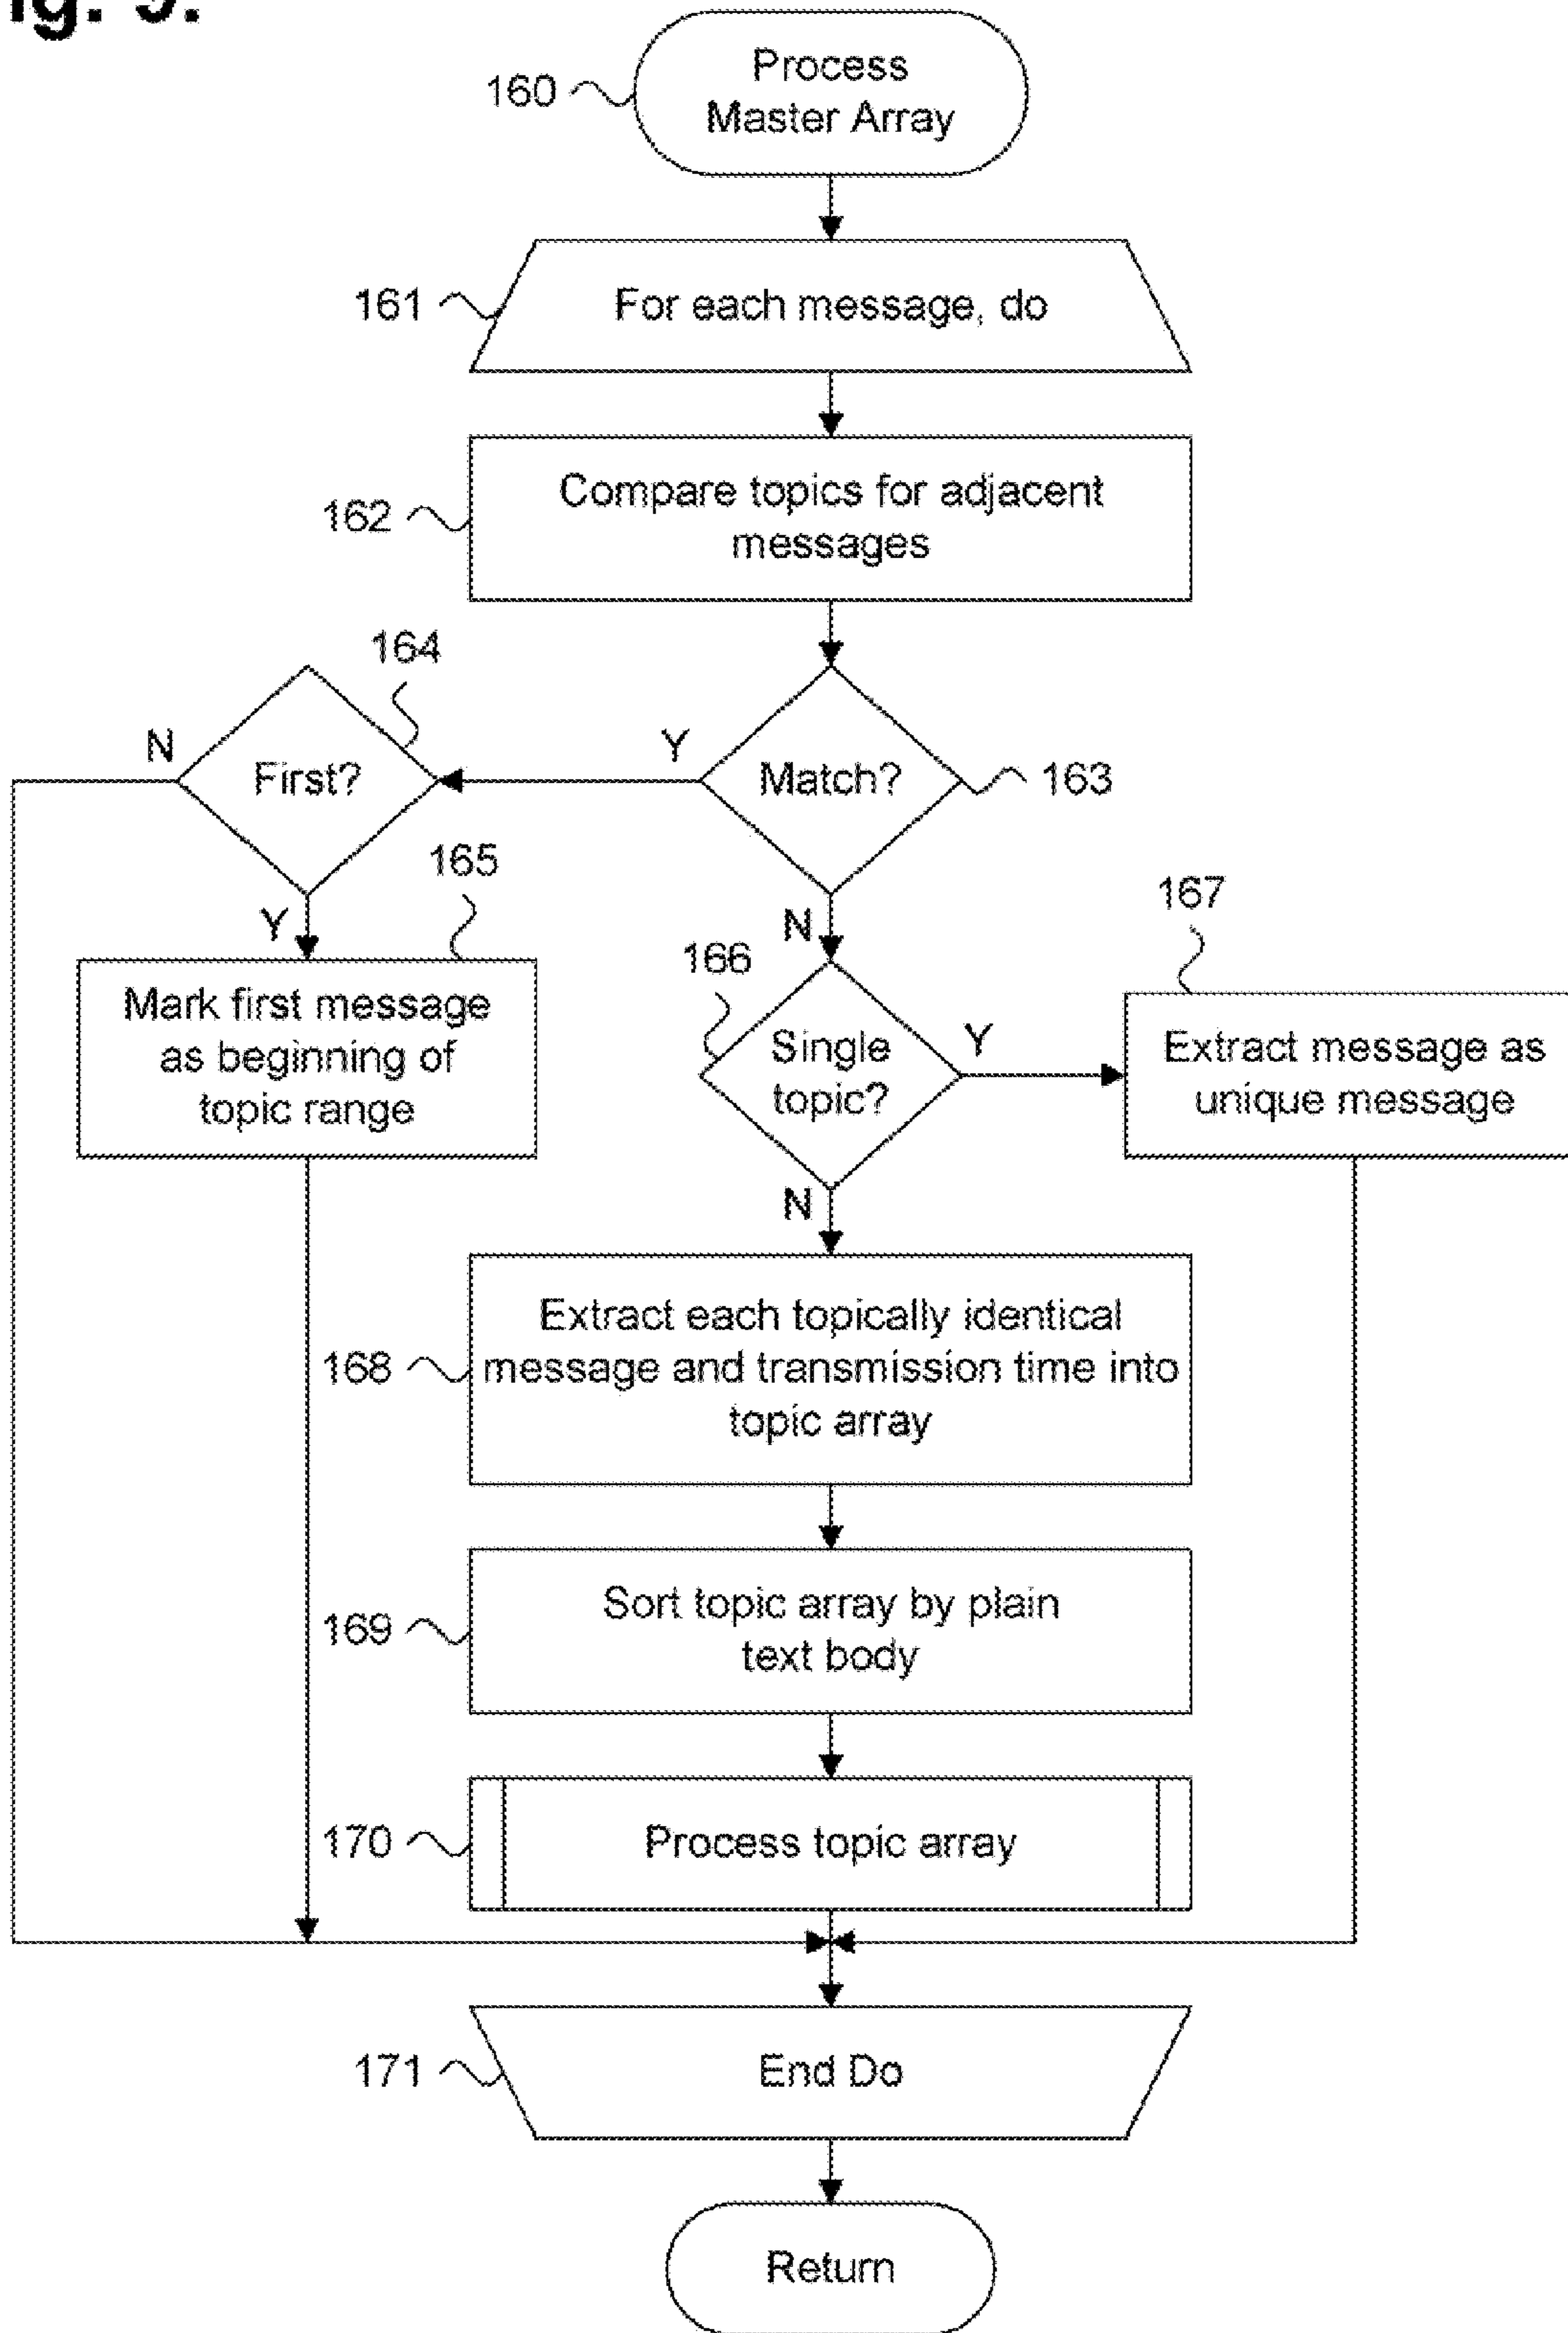 ig. 9.
160
Process
Master Array
161
For each message, do
162
Compare topics for adjacent
messages
164
N
First?
Y
Match?
163
165
Y
Mark first message
as beginning of
topic range
N
166
Single
topic?
Y
167
Extract message as
unique message
N
168
Extract each topically identical
message and transmission time into
topic array
169
Sort topic array by plain
text body
170
Process topic array
171
End Do
Return